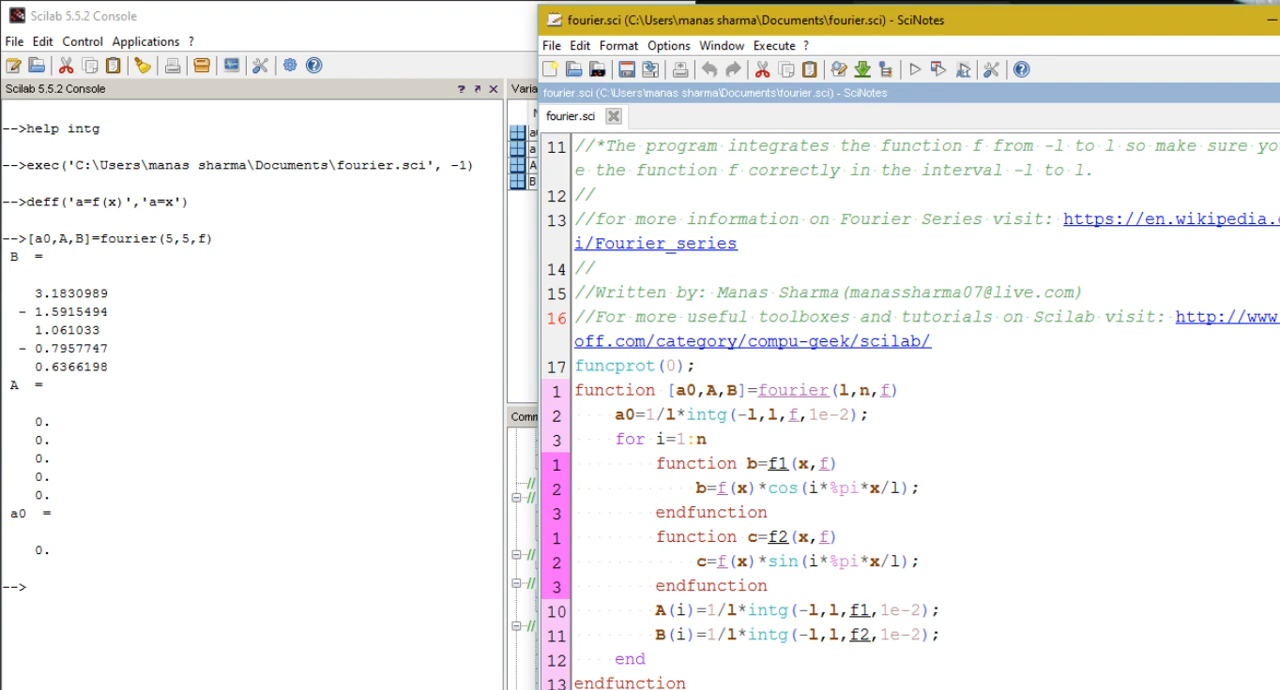 Scilab 5.5.2 Console
File Edit Control Applications ?
Scilab 5.5.2 Console
-->help intg
-->exec('C:\Users\manas sharma\Documents\fourier.sci', -1)
-->deff('a=f(x)','a=x')
-->[a0,A,B]=fourier(5,5,f)
B =
3.1830989
- 1.5915494
1.061033
- 0.7957747
0.6366198
A =
0.
0.
0.
0.
0.
a0 =
0.
-->
Varia
A
B
Comm
fourier.sci (C:\Users\manas sharma\Documents\fourier.sci) - SciNotes
File Edit Format Options Window Execute ?
fourier.sci (C:\Users\manas sharma\Documents\fourier.sci) - SciNotes
fourier.sci
11 //*The program integrates the function f from -l to l so make sure yo
e the function f correctly in the interval -l to l.
12 //
13 //for more information on Fourier Series visit: https://en.wikipedia.
i/Fourier_series
14 //
15 //Written by: Manas Sharma(manassharma07@live.com)
16 //For more useful toolboxes and tutorials on Scilab visit: http://www
off.com/category/compu-geek/scilab/
17 funcprot(0);
1 function [a0,A,B]=fourier(l,n,f)
2 a0=1/l*intg(-l,l,f,1e-2);
3 for i=1:n
1 function b=f1(x,f)
2 b=f(x)*cos(i*%pi*x/l);
3 endfunction
1 function c=f2(x,f)
2 c=f(x)*sin(i*%pi*x/l);
3 endfunction
10 A(i)=1/l*intg(-l,l,f1,1e-2);
11 B(i)=1/l*intg(-l,l,f2,1e-2);
12 end
13 endfunction